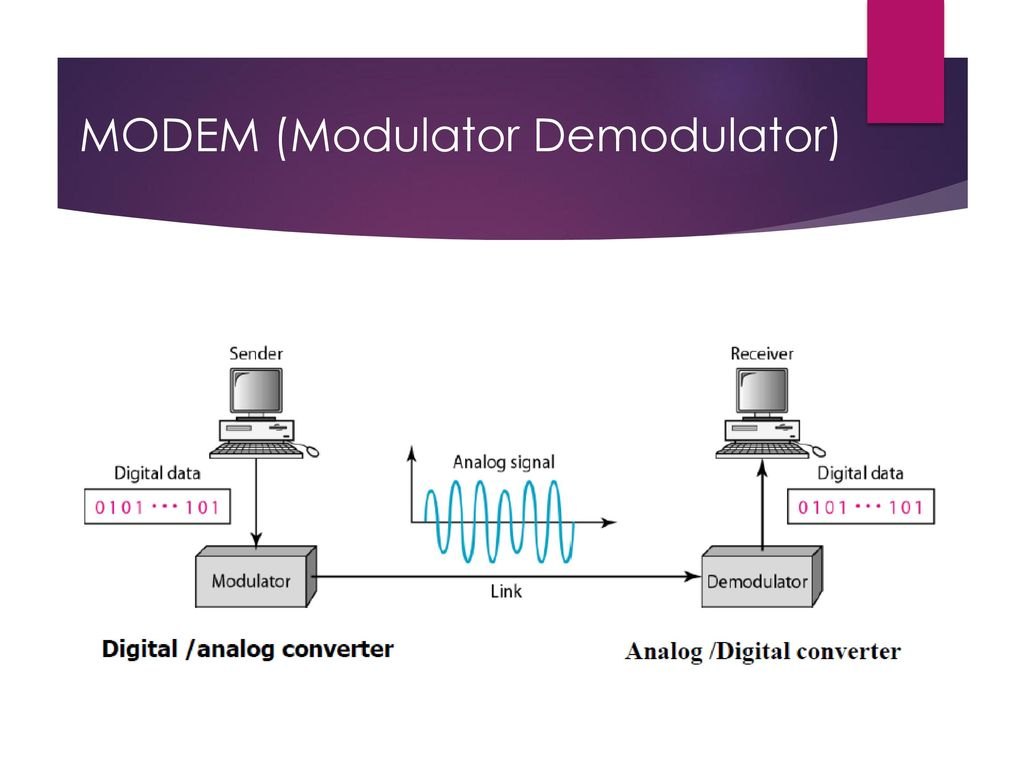 MODEM (Modulator Demodulator)
Sender
Receiver
Digital data
Analog signal
Digital data
0101 ··· 101
0101 ··· 101
Modulator
Demodulator
Link
Digital /analog converter
Analog /Digital converter